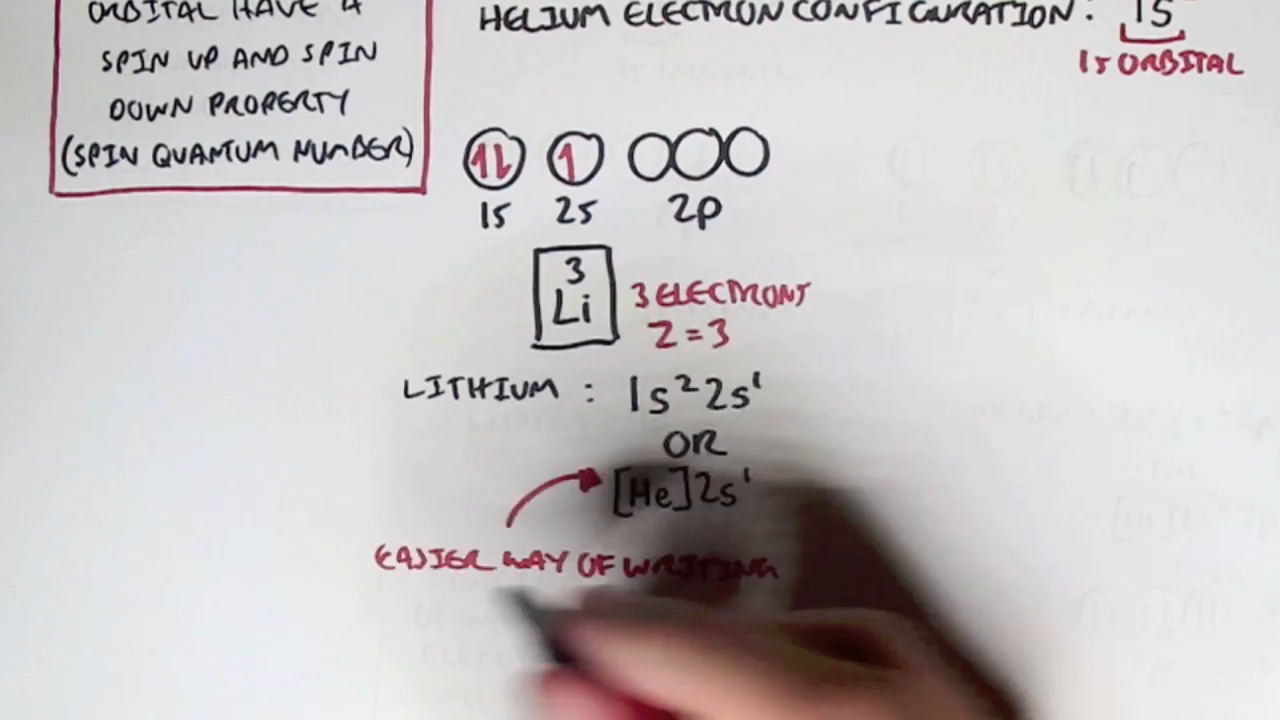 ORBITAL HAVE A
SPIN UP AND SPIN
DOWN PROPERTY
(SPIN QUANTUM NUMBER)
HELIUM ELECTRON CONFIGURATION: 1S
1S ORBITAL
1S 2S 2P
3
Li
3 ELECTRONS
Z=3
LITHIUM : 1s²2s¹
OR
[He]2s¹
EASIER WAY OF WRITING